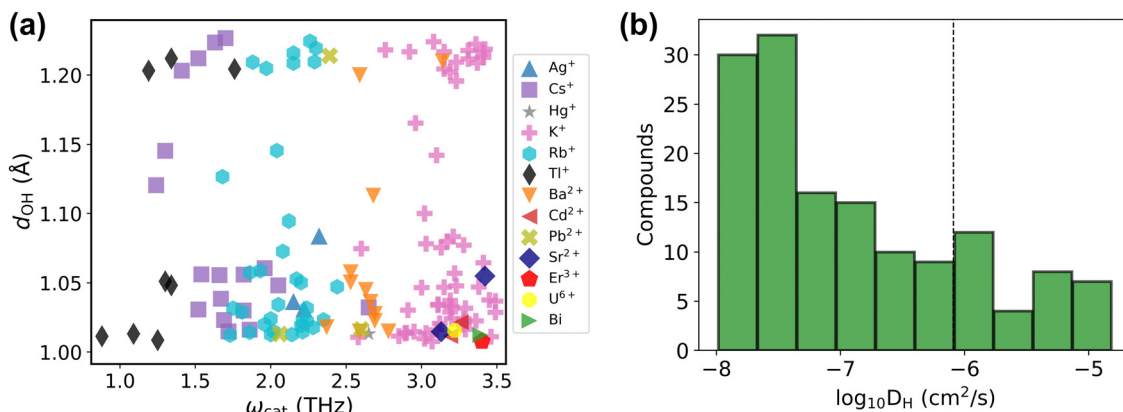 (a)
d_OH (Å)
1.20
1.15
1.10
1.05
1.00
1.0 1.5 2.0 2.5 3.0 3.5
ω_cat (THz)
Ag⁺
Cs⁺
Hg⁺
K⁺
Rb⁺
Tl⁺
Ba²⁺
Cd²⁺
Pb²⁺
Sr²⁺
Er³⁺
U⁶⁺
Bi
(b)
Compounds
30
25
20
15
10
5
0
−8 −7 −6 −5
log₁₀D_H (cm²/s)